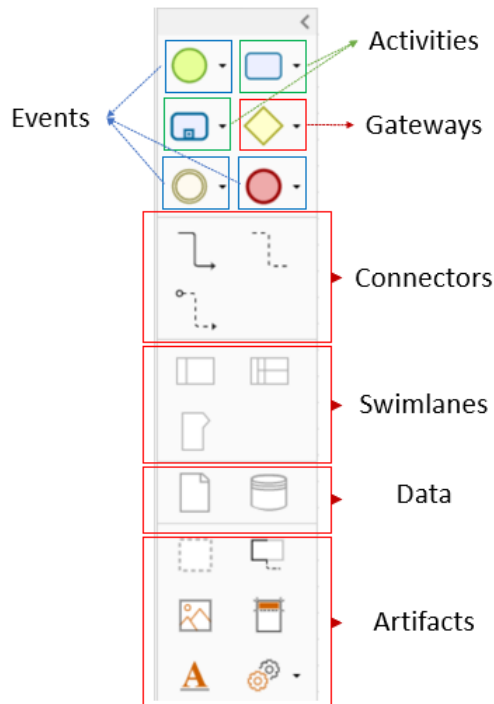 Activities
Events
Gateways
Connectors
Swimlanes
Data
Artifacts
A